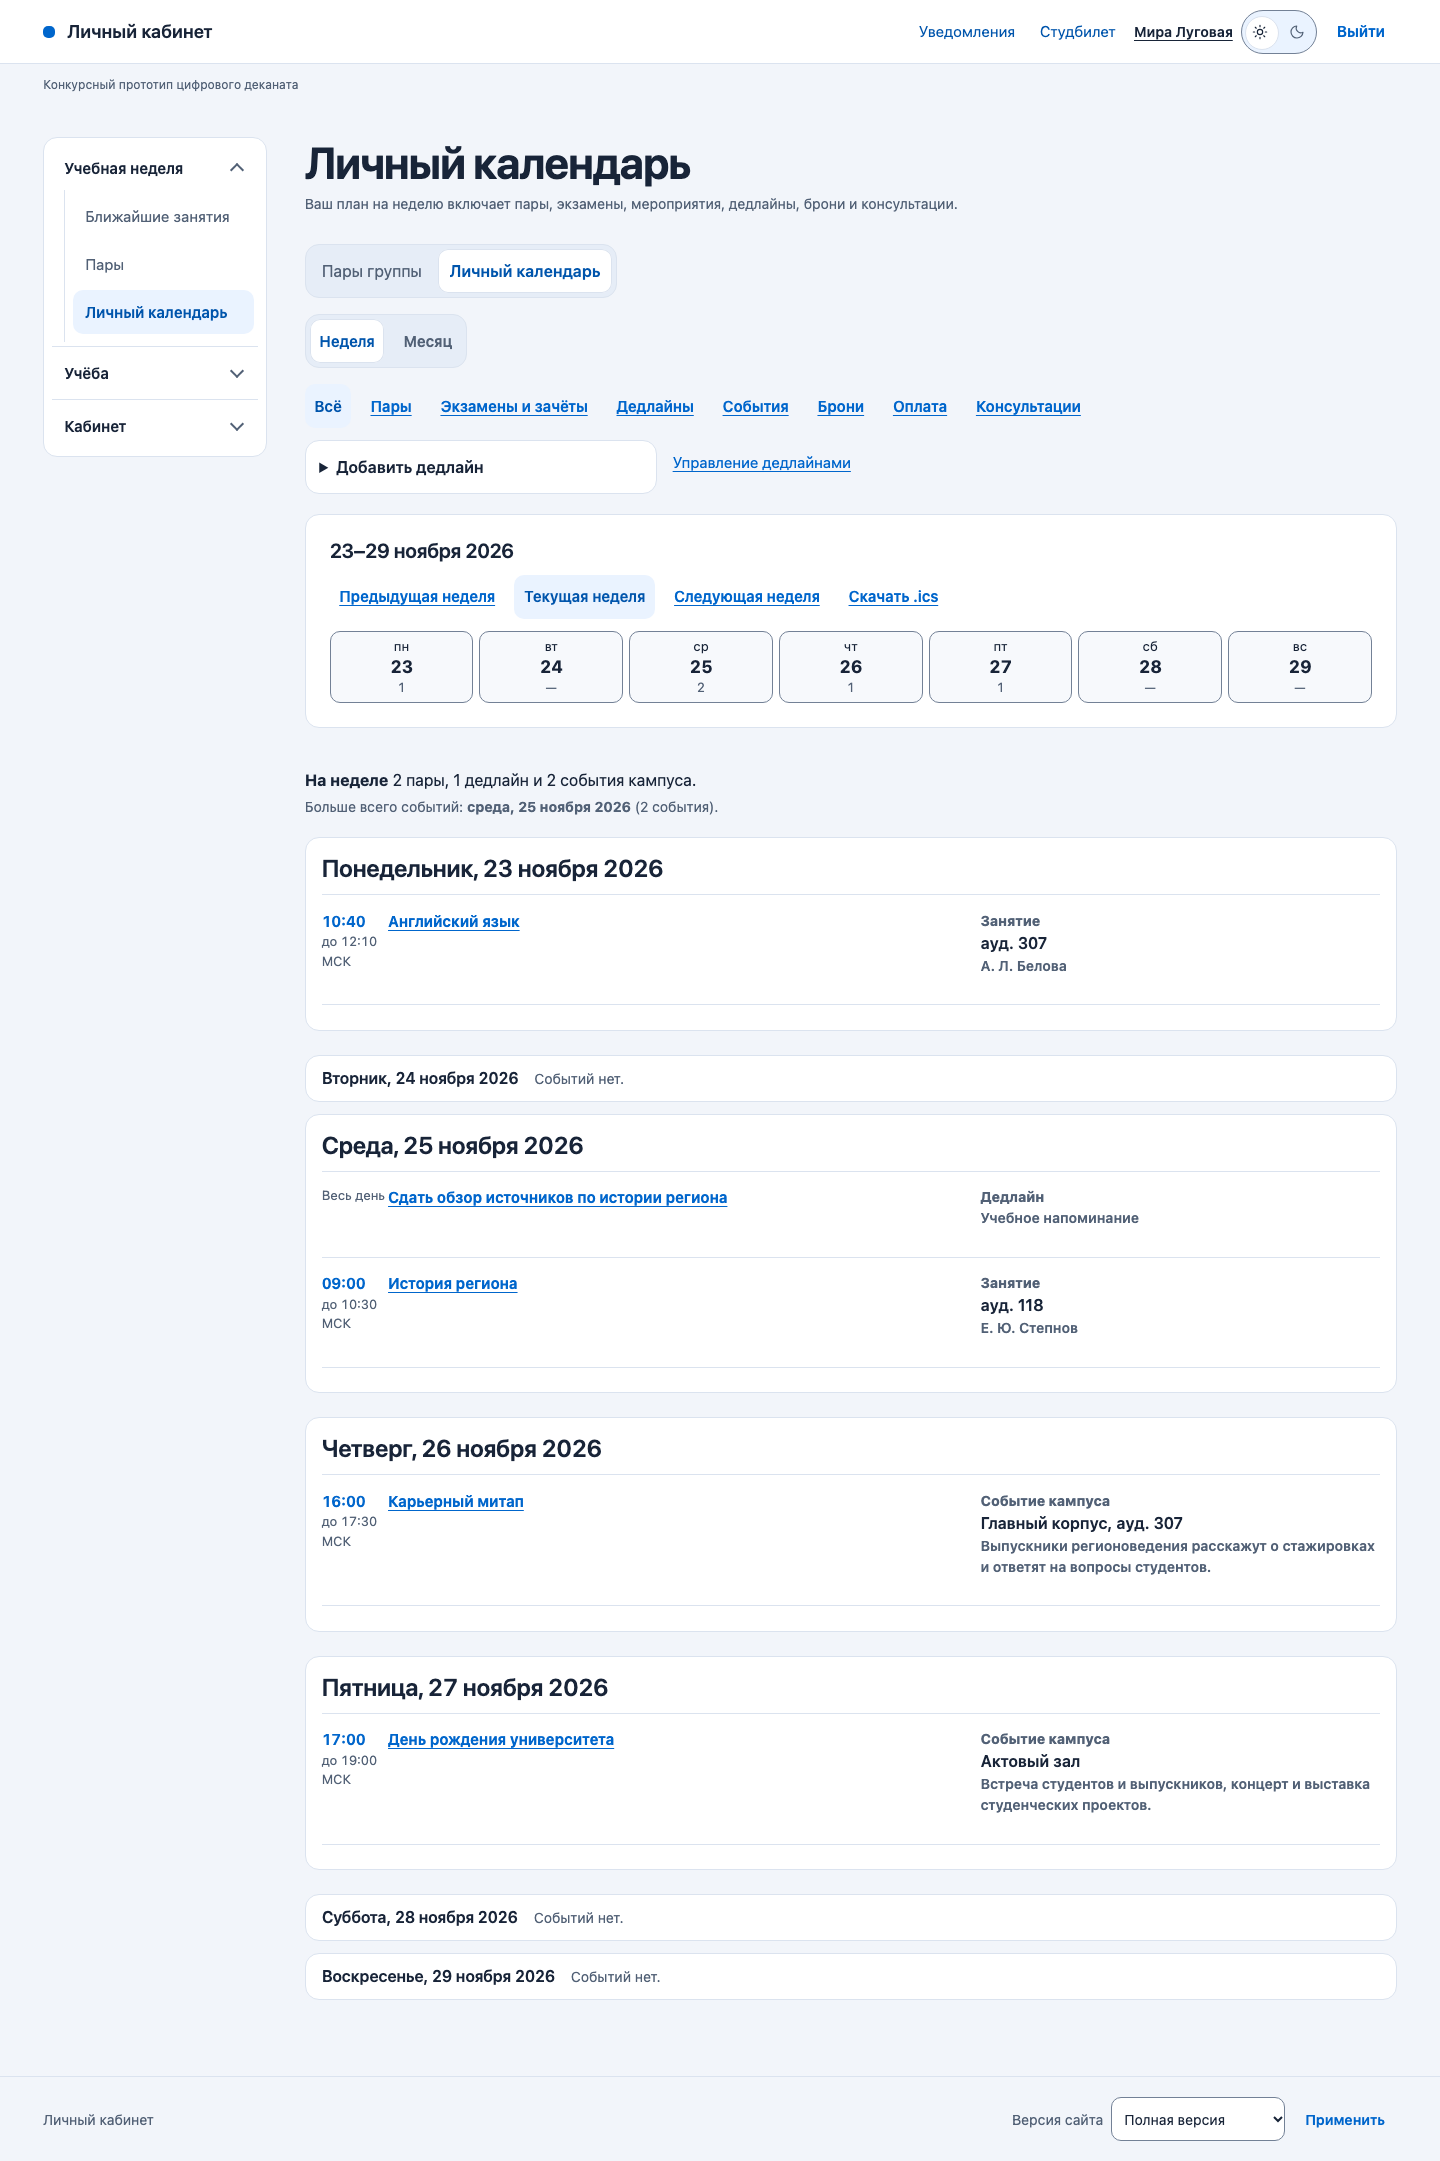 Личный кабинет
Уведомления
Студбилет
Мира Луговая
Выйти
Конкурсный прототип цифрового деканата
Учебная неделя
Ближайшие занятия
Пары
Личный календарь
Учёба
Кабинет
Личный календарь
Ваш план на неделю включает пары, экзамены, мероприятия, дедлайны, брони и консультации.
Пары группы
Личный календарь
Неделя
Месяц
Всё
Пары
Экзамены и зачёты
Дедлайны
События
Брони
Оплата
Консультации
Добавить дедлайн
Управление дедлайнами
23–29 ноября 2026
Предыдущая неделя
Текущая неделя
Следующая неделя
Скачать .ics
пн
23
1
вт
24
—
ср
25
2
чт
26
1
пт
27
1
сб
28
—
вс
29
—
На неделе 2 пары, 1 дедлайн и 2 события кампуса.
Больше всего событий: среда, 25 ноября 2026 (2 события).
Понедельник, 23 ноября 2026
10:40
до 12:10
МСК
Английский язык
Занятие
ауд. 307
А. Л. Белова
Вторник, 24 ноября 2026
Событий нет.
Среда, 25 ноября 2026
Весь день
Сдать обзор источников по истории региона
Дедлайн
Учебное напоминание
09:00
до 10:30
МСК
История региона
Занятие
ауд. 118
Е. Ю. Степнов
Четверг, 26 ноября 2026
16:00
до 17:30
МСК
Карьерный митап
Событие кампуса
Главный корпус, ауд. 307
Выпускники регионоведения расскажут о стажировках
и ответят на вопросы студентов.
Пятница, 27 ноября 2026
17:00
до 19:00
МСК
День рождения университета
Событие кампуса
Актовый зал
Встреча студентов и выпускников, концерт и выставка
студенческих проектов.
Суббота, 28 ноября 2026
Событий нет.
Воскресенье, 29 ноября 2026
Событий нет.
Личный кабинет
Версия сайта
Полная версия
Применить